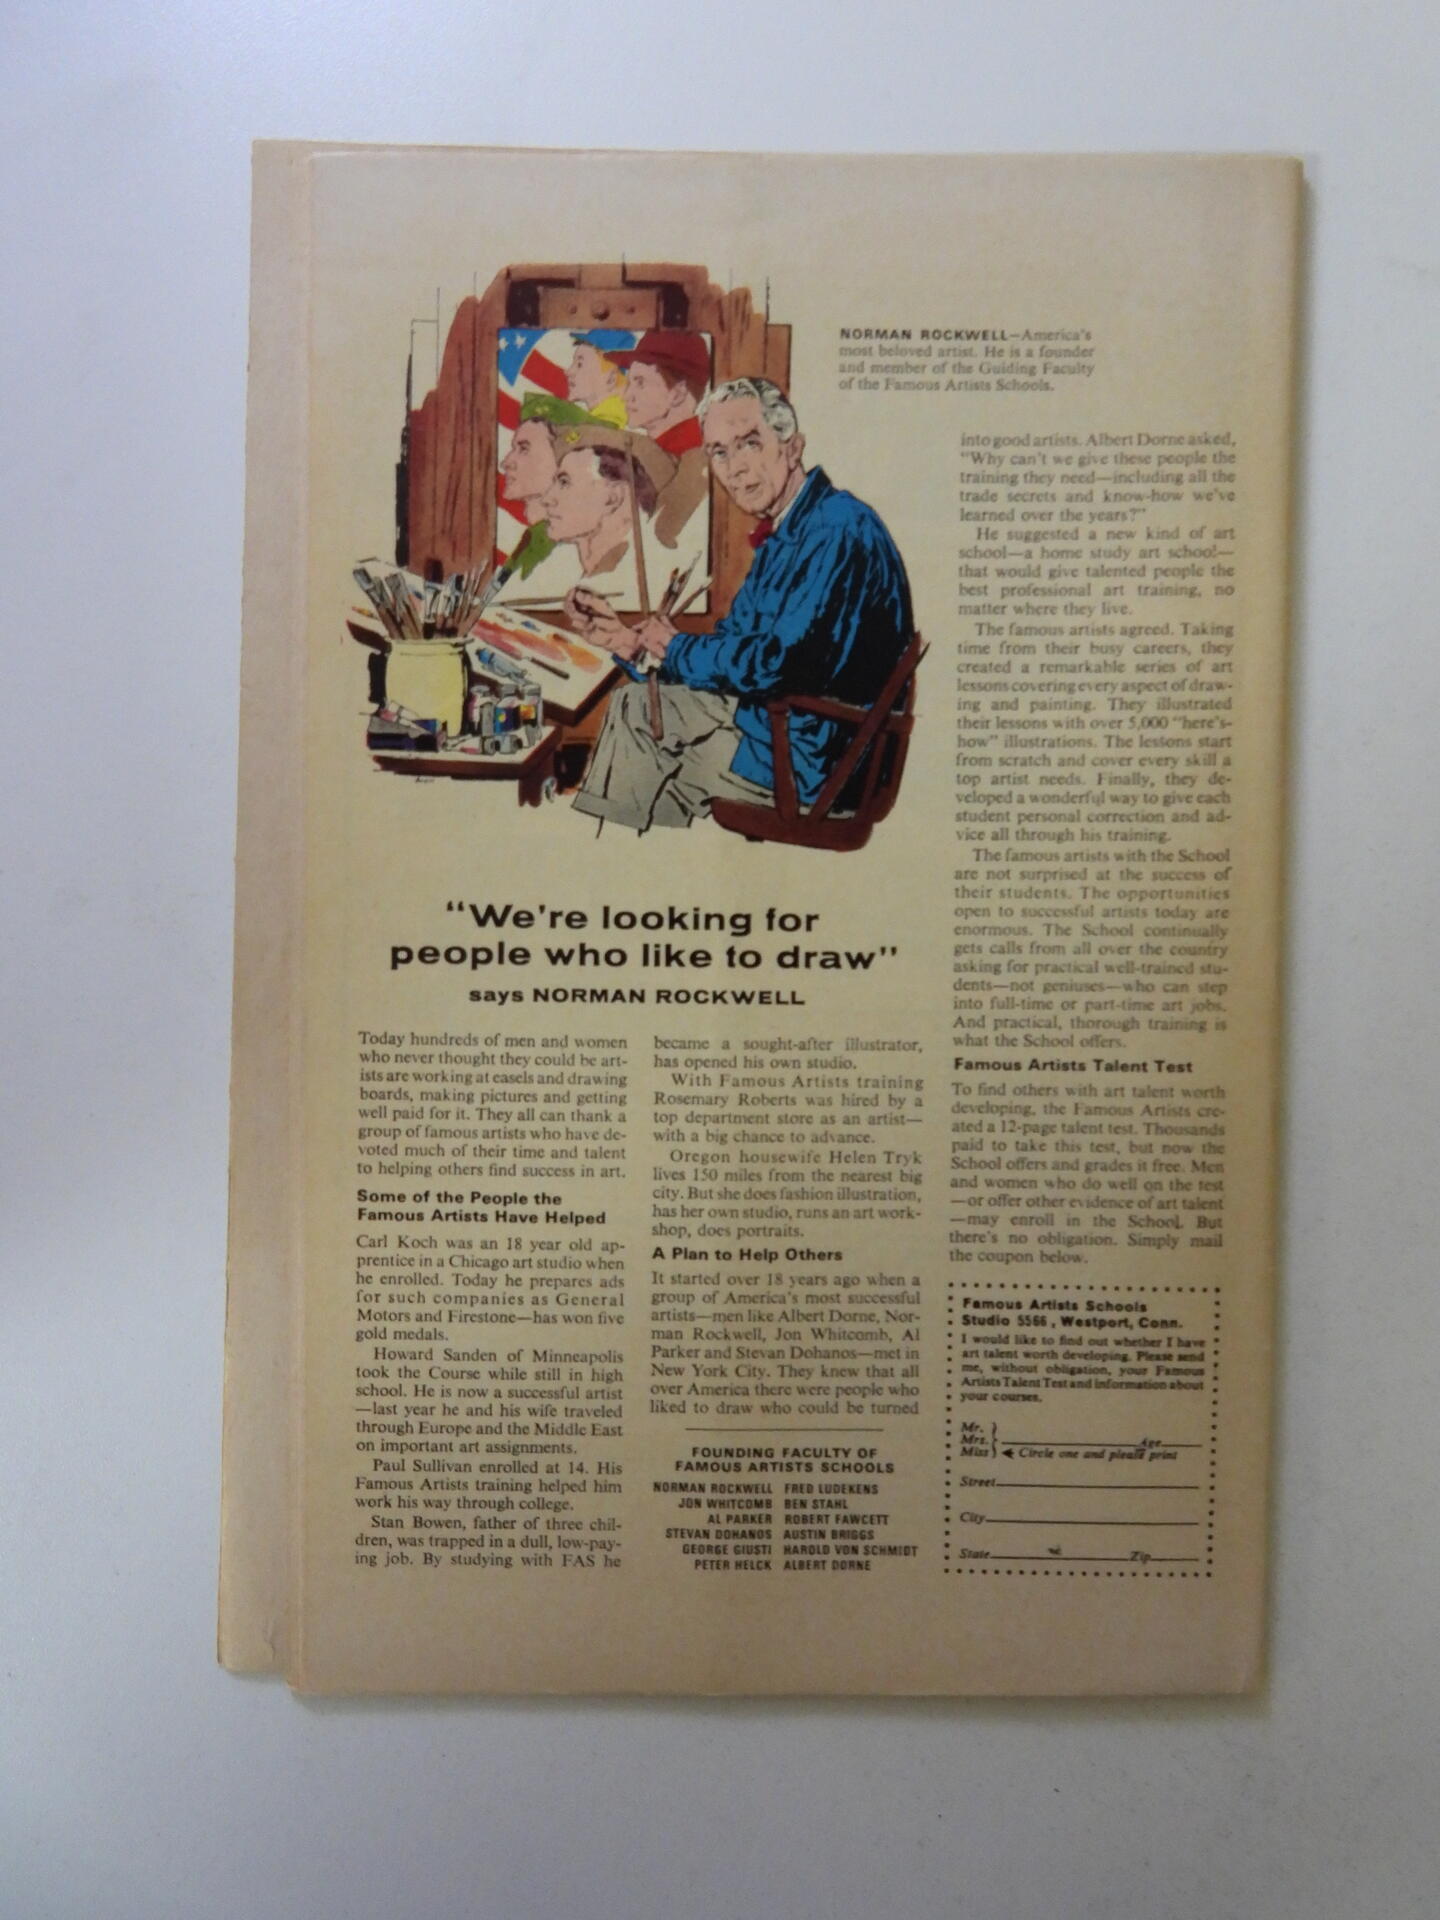 NORMAN ROCKWELL—America's
most beloved artist. He is a founder
and member of the Guiding Faculty
of the Famous Artists Schools.
"We're looking for
people who like to draw"
says NORMAN ROCKWELL
Today hundreds of men and women
who never thought they could be art-
ists are working at easels and drawing
boards, making pictures and getting
well paid for it. They all can thank a
group of famous artists who have de-
voted much of their time and talent
to helping others find success in art.
Some of the People the
Famous Artists Have Helped
Carl Koch was an 18 year old ap-
prentice in a Chicago art studio when
he enrolled. Today he prepares ads
for such companies as General
Motors and Firestone—has won five
gold medals.
Howard Sanden of Minneapolis
took the Course while still in high
school. He is now a successful artist
—last year he and his wife traveled
through Europe and the Middle East
on important art assignments.
Paul Sullivan enrolled at 14. His
Famous Artists training helped him
work his way through college.
Stan Bowen, father of three chil-
dren, was trapped in a dull, low-pay-
ing job. By studying with FAS he
became a sought-after illustrator,
has opened his own studio.
With Famous Artists training
Rosemary Roberts was hired by a
top department store as an artist—
with a big chance to advance.
Oregon housewife Helen Tryk
lives 150 miles from the nearest big
city. But she does fashion illustration,
has her own studio, runs an art work-
shop, does portraits.
A Plan to Help Others
It started over 18 years ago when a
group of America's most successful
artists—men like Albert Dorne, Nor-
man Rockwell, Jon Whitcomb, Al
Parker and Stevan Dohanos—met in
New York City. They knew that all
over America there were people who
liked to draw who could be turned
FOUNDING FACULTY OF
FAMOUS ARTISTS SCHOOLS
NORMAN ROCKWELL FRED LUDEKENS
JON WHITCOMB BEN STAHL
AL PARKER ROBERT FAWCETT
STEVAN DOHANOS AUSTIN BRIGGS
GEORGE GIUSTI HAROLD VON SCHMIDT
PETER HELCK ALBERT DORNE
into good artists. Albert Dorne asked,
"Why can't we give these people the
training they need—including all the
trade secrets and know-how we've
learned over the years?"
He suggested a new kind of art
school—a home study art school—
that would give talented people the
best professional art training, no
matter where they live.
The famous artists agreed. Taking
time from their busy careers, they
created a remarkable series of art
lessons covering every aspect of draw-
ing and painting. They illustrated
their lessons with over 5,000 "here's-
how" illustrations. The lessons start
from scratch and cover every skill a
top artist needs. Finally, they de-
veloped a wonderful way to give each
student personal correction and ad-
vice all through his training.
The famous artists with the School
are not surprised at the success of
their students. The opportunities
open to successful artists today are
enormous. The School continually
gets calls from all over the country
asking for practical well-trained stu-
dents—not geniuses—who can step
into full-time or part-time art jobs.
And practical, thorough training is
what the School offers.
Famous Artists Talent Test
To find others with art talent worth
developing, the Famous Artists cre-
ated a 12-page talent test. Thousands
paid to take this test, but now the
School offers and grades it free. Men
and women who do well on the test
—or offer other evidence of art talent
—may enroll in the School. But
there's no obligation. Simply mail
the coupon below.
Famous Artists Schools
Studio 5566, Westport, Conn.
I would like to find out whether I have
art talent worth developing. Please send
me, without obligation, your Famous
Artists Talent Test and information about
your courses.
Mr.
Mrs. Age
Miss Circle one and please print
Street
City
State Zip